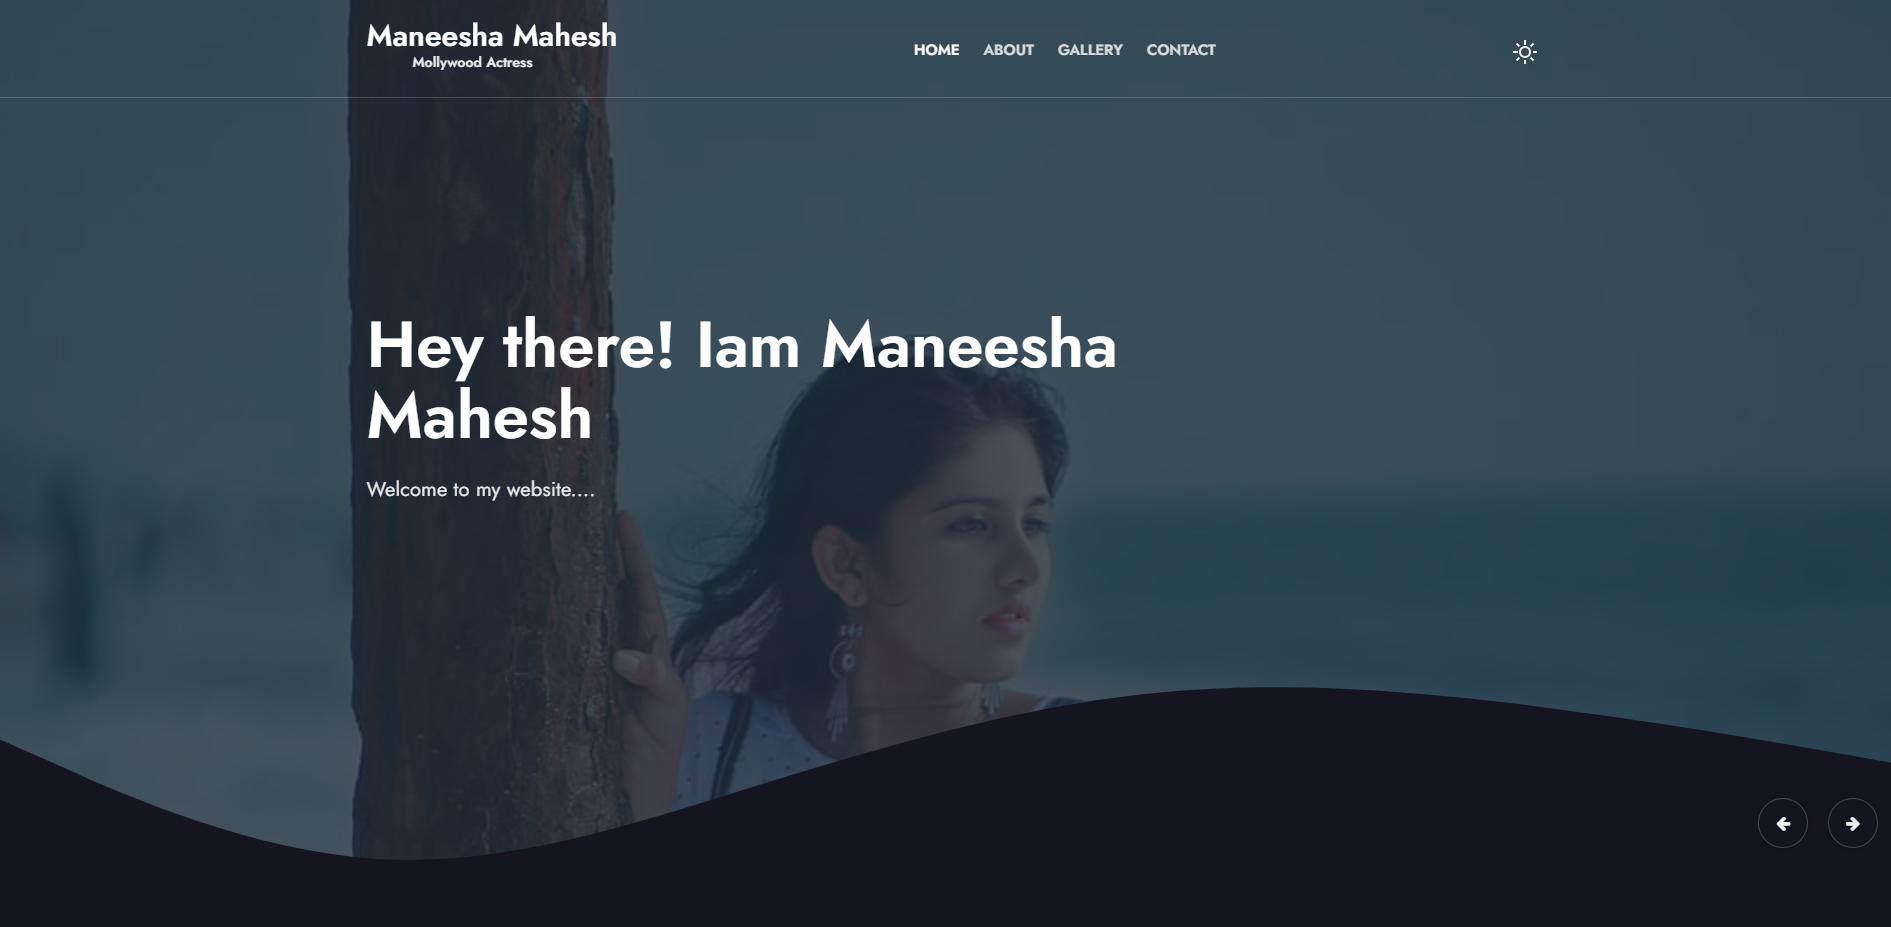 Maneesha Mahesh
Mollywood Actress
HOME ABOUT GALLERY CONTACT
Hey there! Iam Maneesha
Mahesh
Welcome to my website....